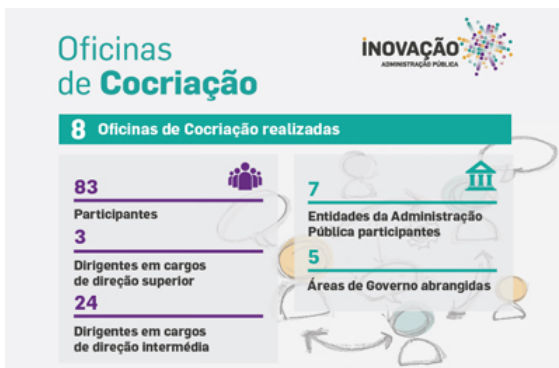 Oficinas
de Cocriação
INOVAÇÃO
ADMINISTRAÇÃO PÚBLICA
8 Oficinas de Cocriação realizadas
83
Participantes
3
Dirigentes em cargos
de direção superior
24
Dirigentes em cargos
de direção intermédia
7
Entidades da Administração
Pública participantes
5
Áreas de Governo abrangidas